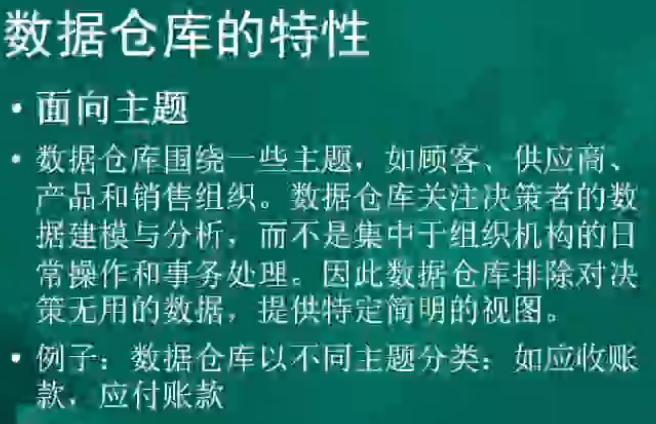 数据仓库的特性
• 面向主题
• 数据仓库围绕一些主题，如顾客、供应商、
产品和销售组织。数据仓库关注决策者的数
据建模与分析，而不是集中于组织机构的日
常操作和事务处理。因此数据仓库排除对决
策无用的数据，提供特定简明的视图。
• 例子：数据仓库以不同主题分类：如应收账
款，应付账款